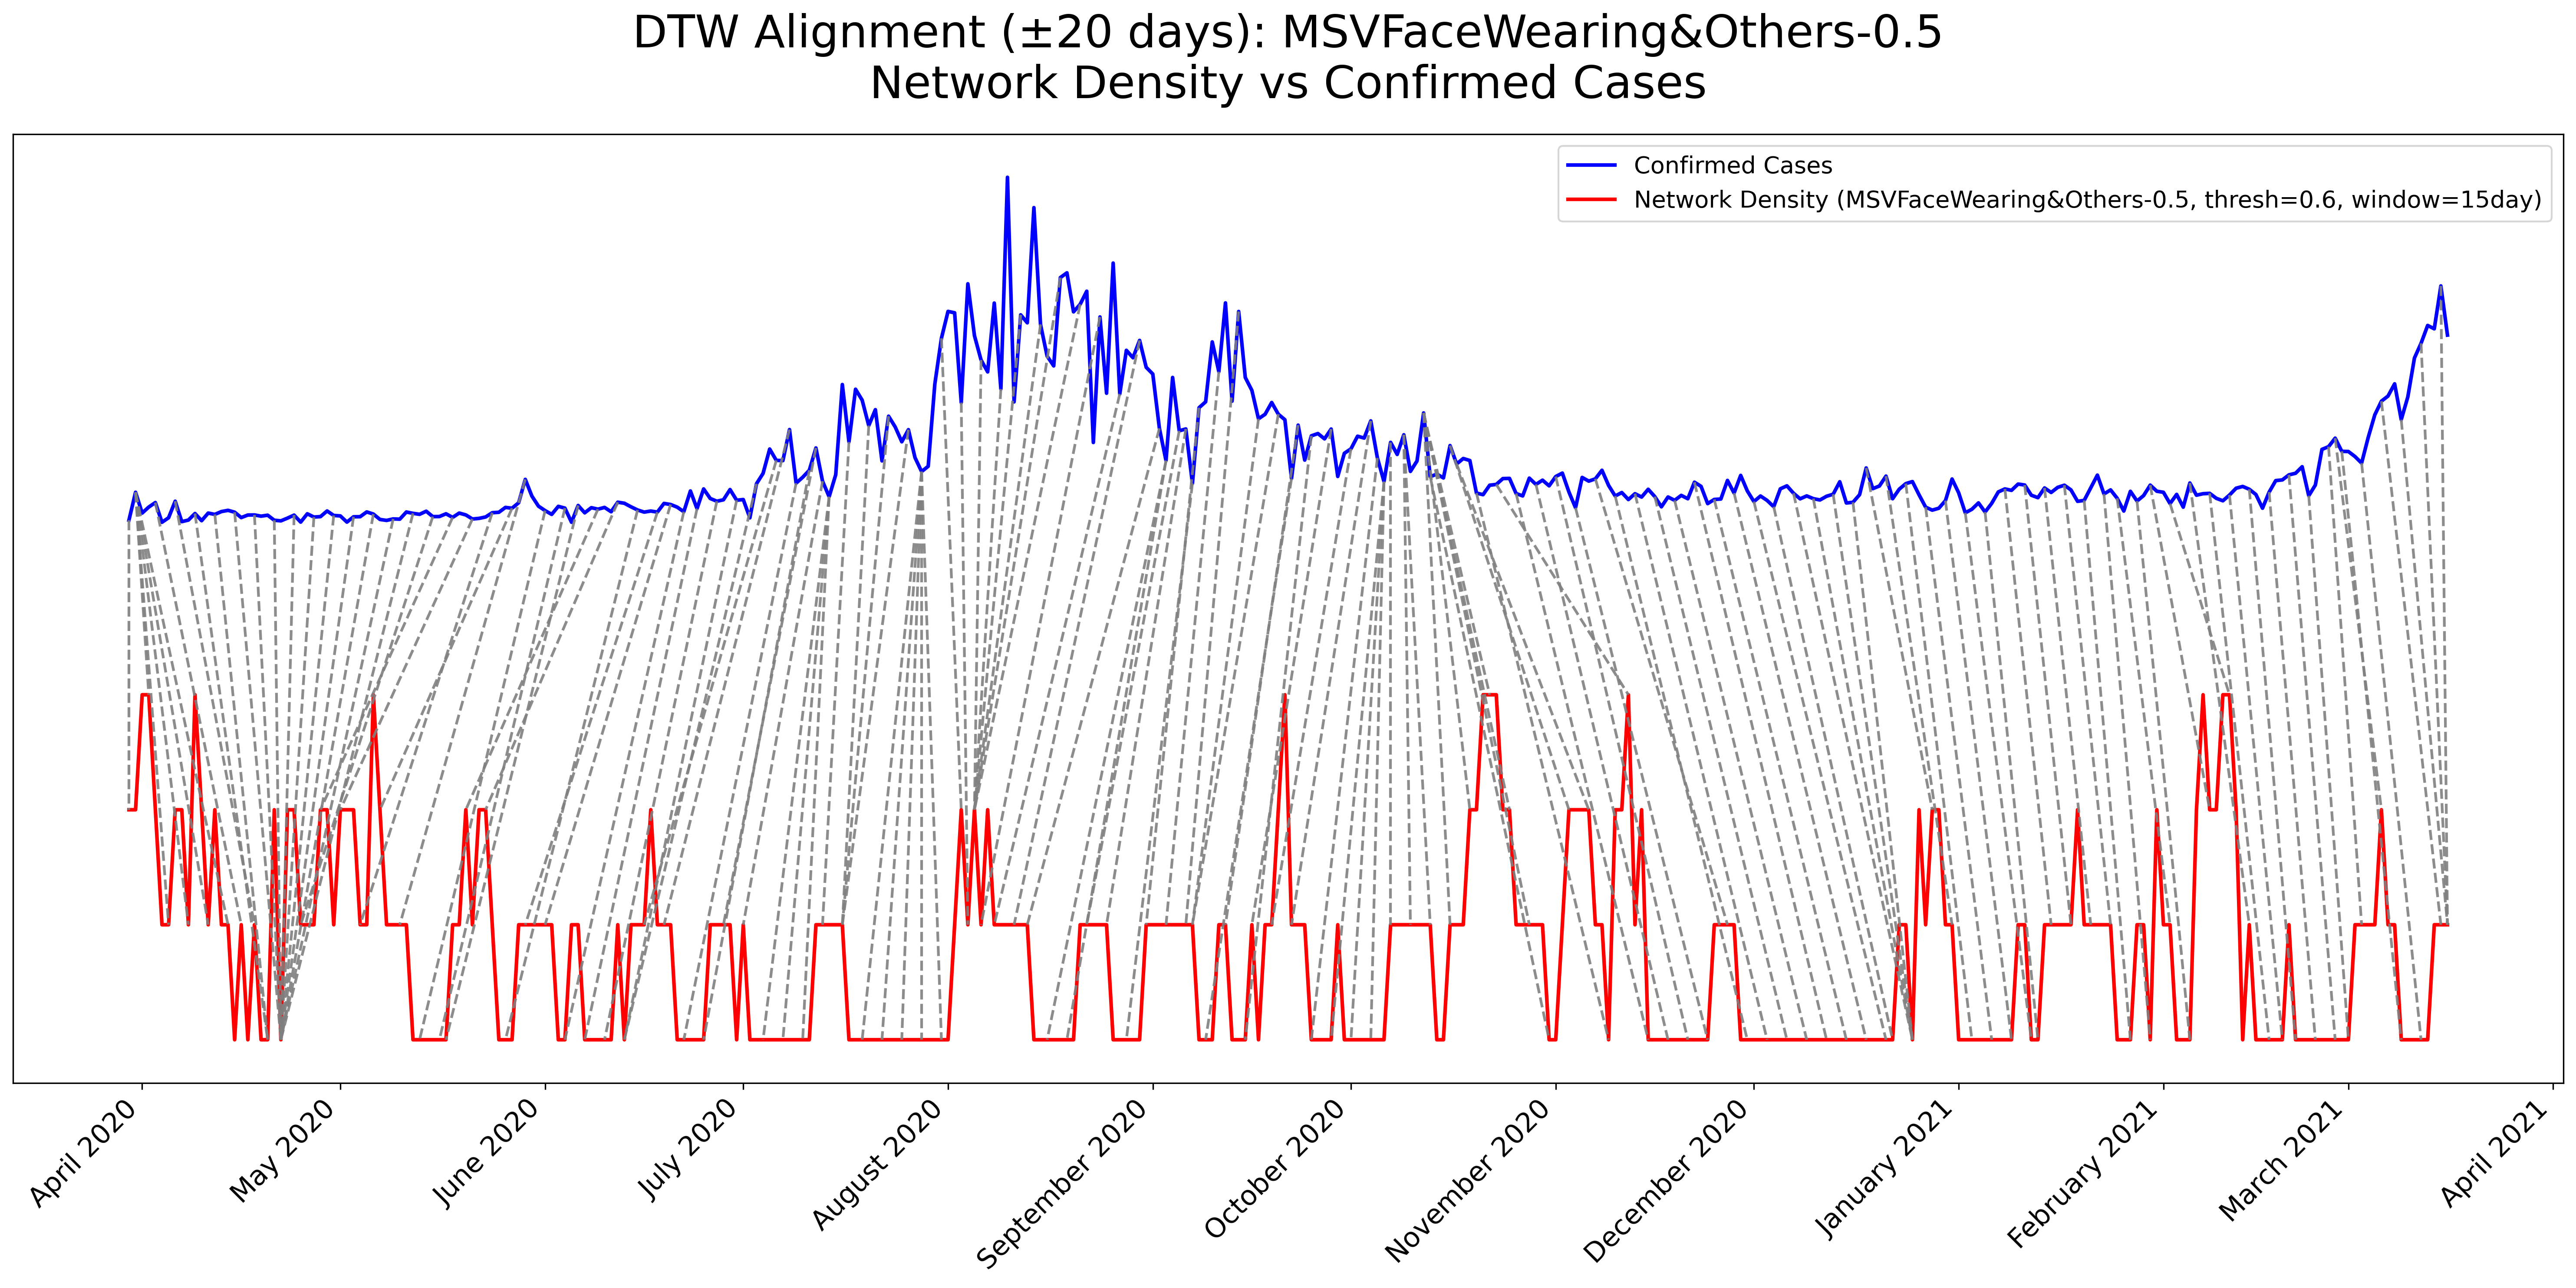 DTW Alignment (±20 days): MSVFaceWearing&Others-0.5
Network Density vs Confirmed Cases
Confirmed Cases
Network Density (MSVFaceWearing&Others-0.5, thresh=0.6, window=15day)
April 2020
May 2020
June 2020
July 2020
August 2020
September 2020
October 2020
November 2020
December 2020
January 2021
February 2021
March 2021
April 2021